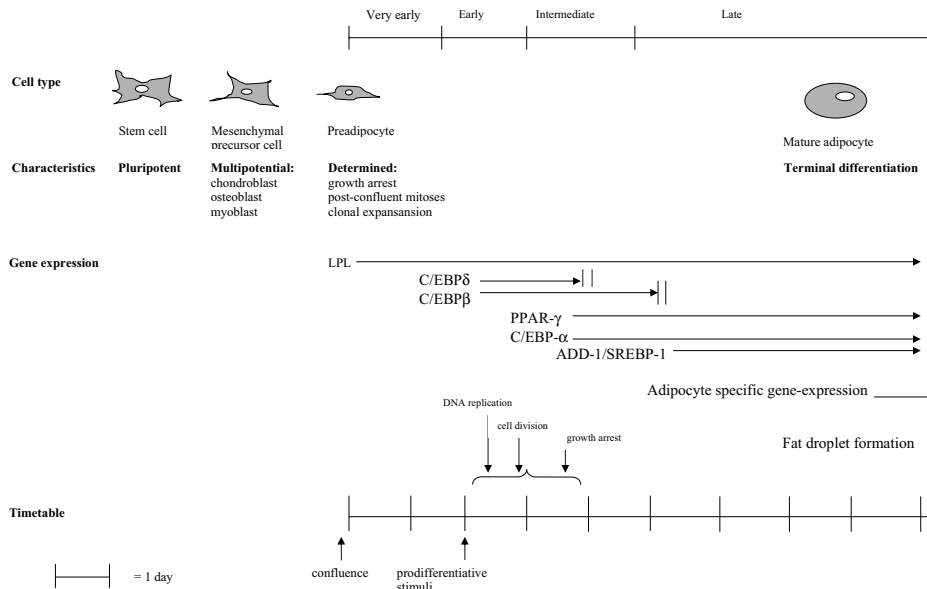 Very early Early Intermediate Late
Cell type
Stem cell Mesenchymal precursor cell Preadipocyte Mature adipocyte
Characteristics Pluripotent Multipotential: Determined: Terminal differentiation
chondroblast growth arrest
osteoblast post-confluent mitoses
myoblast clonal expansansion
Gene expression LPL
C/EBPδ
C/EBPβ
PPAR-γ
C/EBP-α
ADD-1/SREBP-1
Adipocyte specific gene-expression
DNA replication
cell division
growth arrest
Fat droplet formation
Timetable
confluence prodifferentiative
stimuli
= 1 day